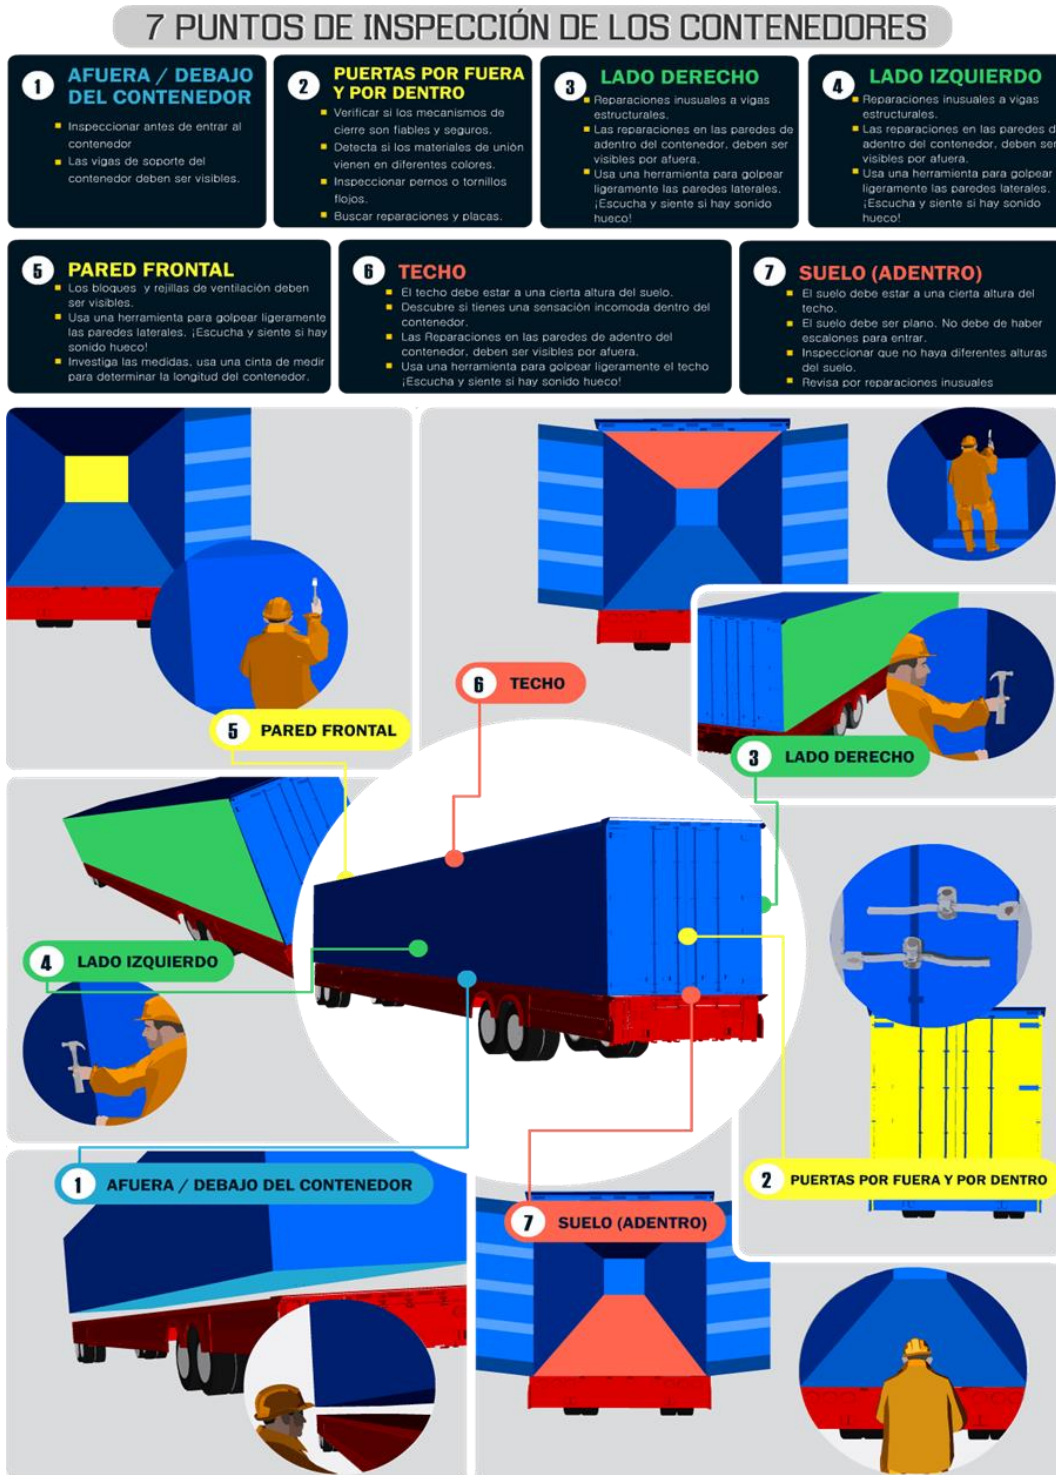 7 PUNTOS DE INSPECCIÓN DE LOS CONTENEDORES
1
AFUERA / DEBAJO
DEL CONTENEDOR
Inspeccionar antes de entrar al
contenedor
Las vigas de soporte del
contenedor deben ser visibles.
2
PUERTAS POR FUERA
Y POR DENTRO
Verificar si los mecanismos de
cierre son fiables y seguros.
Detecta si los materiales de unión
vienen en diferentes colores.
Inspeccionar pernos o tornillos
flojos.
Buscar reparaciones y placas.
3
LADO DERECHO
Reparaciones inusuales a vigas
estructurales.
Las reparaciones en las paredes de
adentro del contenedor, deben ser
visibles por afuera.
Usa una herramienta para golpear
ligeramente las paredes laterales.
¡Escucha y siente si hay sonido
hueco!
4
LADO IZQUIERDO
Reparaciones inusuales a vigas
estructurales.
Las reparaciones en las paredes de
adentro del contenedor, deben ser
visibles por afuera.
Usa una herramienta para golpear
ligeramente las paredes laterales.
¡Escucha y siente si hay sonido
hueco!
5
PARED FRONTAL
Los bloques y rejillas de ventilación deben
ser visibles.
Usa una herramienta para golpear ligeramente
las paredes laterales. ¡Escucha y siente si hay
sonido hueco!
Investiga las medidas, usa una cinta de medir
para determinar la longitud del contenedor.
6
TECHO
El techo debe estar a una cierta altura del suelo.
Descubre si tienes una sensación incomoda dentro del
contenedor.
Las Reparaciones en las paredes de adentro del
contenedor, deben ser visibles por afuera.
Usa una herramienta para golpear ligeramente el techo
¡Escucha y siente si hay sonido hueco!
7
SUELO (ADENTRO)
El suelo debe estar a una cierta altura del
techo.
El suelo debe ser plano. No debe de haber
escalones para entrar.
Inspeccionar que no haya diferentes alturas
del suelo.
Revisa por reparaciones inusuales
6 TECHO
5 PARED FRONTAL
3 LADO DERECHO
4 LADO IZQUIERDO
1 AFUERA / DEBAJO DEL CONTENEDOR
2 PUERTAS POR FUERA Y POR DENTRO
7 SUELO (ADENTRO)